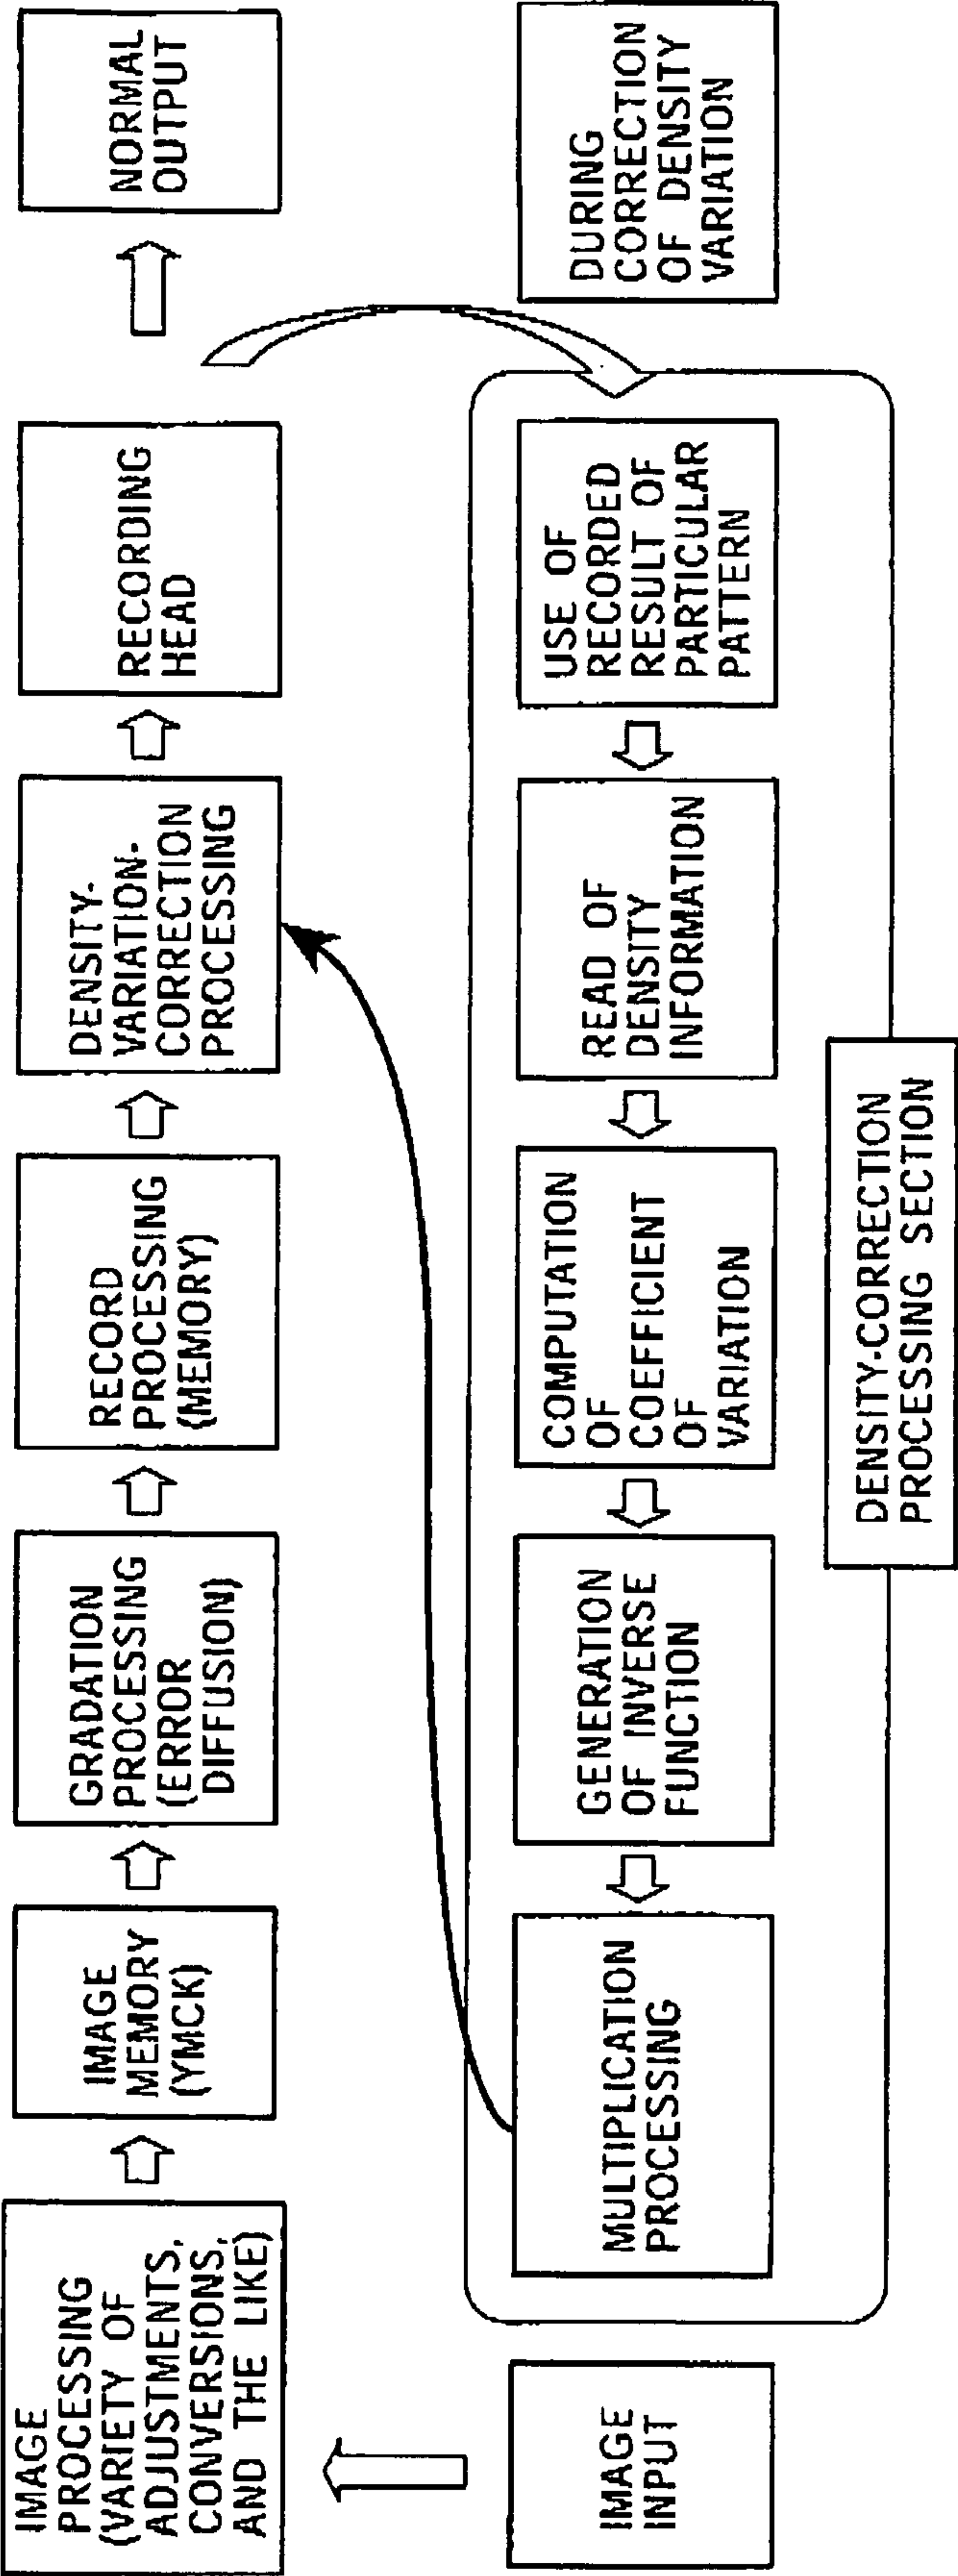 IMAGE
PROCESSING
(VARIETY OF
ADJUSTMENTS,
CONVERSIONS,
AND THE LIKE)
IMAGE
MEMORY
(YMCK)
GRADATION
PROCESSING
(ERROR
DIFFUSION)
RECORD
PROCESSING
(MEMORY)
DENSITY-
VARIATION-
CORRECTION
PROCESSING
RECORDING
HEAD
NORMAL
OUTPUT
IMAGE
INPUT
MULTIPLICATION
PROCESSING
GENERATION
OF INVERSE
FUNCTION
COMPUTATION
OF
COEFFICIENT
OF
VARIATION
READ OF
DENSITY
INFORMATION
USE OF
RECORDED
RESULT OF
PARTICULAR
PATTERN
DURING
CORRECTION
OF DENSITY
VARIATION
DENSITY-CORRECTION
PROCESSING SECTION